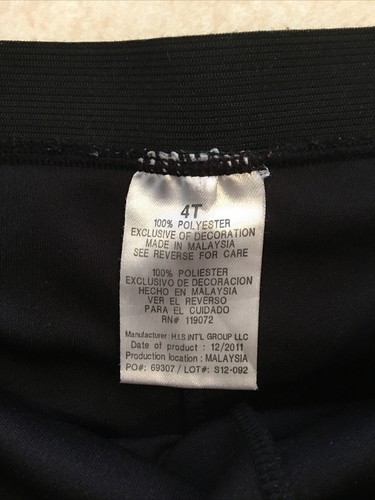 4T
100% POLYESTER
EXCLUSIVE OF DECORATION
MADE IN MALAYSIA
SEE REVERSE FOR CARE
100% POLIESTER
EXCLUSIVO DE DECORACION
HECHO EN MALAYSIA
VER EL REVERSO
PARA EL CUIDADO
RN# 119072
Manufacturer: H.I.S INT'L GROUP LLC
Date of product : 12/2011
Production location : MALAYSIA
PO#: 69307 / LOT#: S12-092